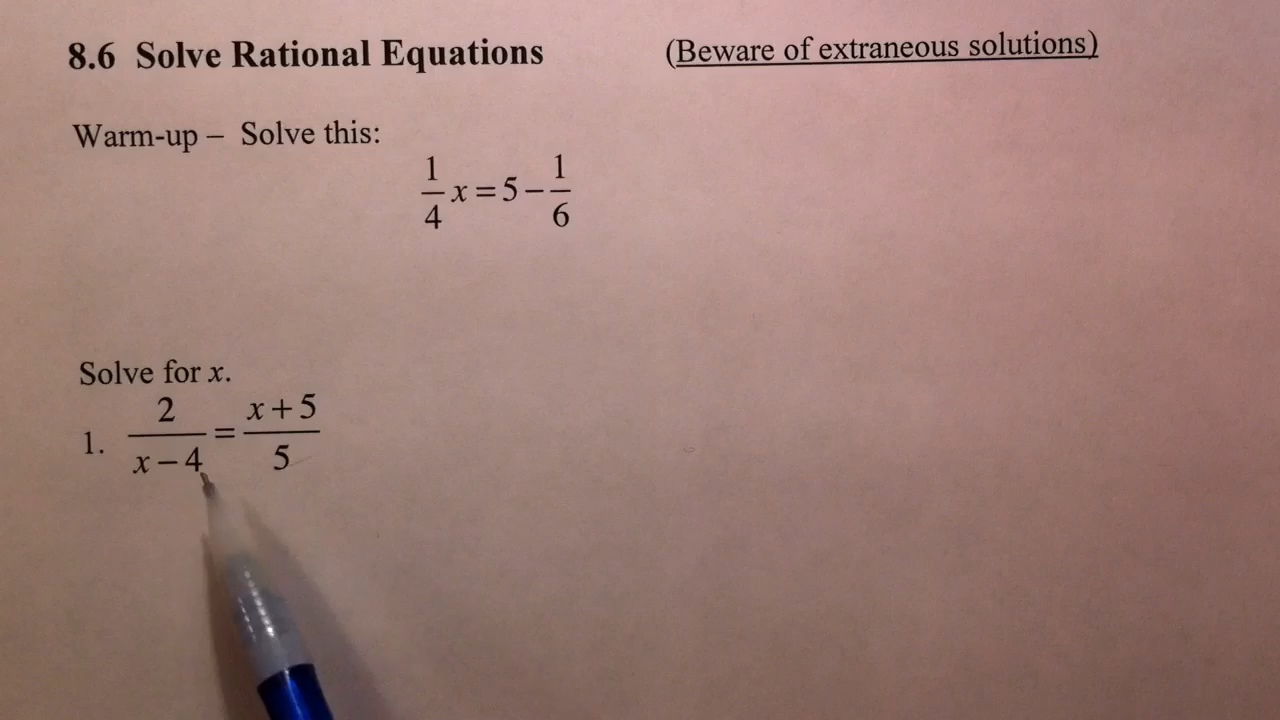 8.6 Solve Rational Equations (Beware of extraneous solutions)
Warm-up – Solve this:
1/4 x = 5 − 1/6
Solve for x.
1. 2/(x − 4) = (x + 5)/5